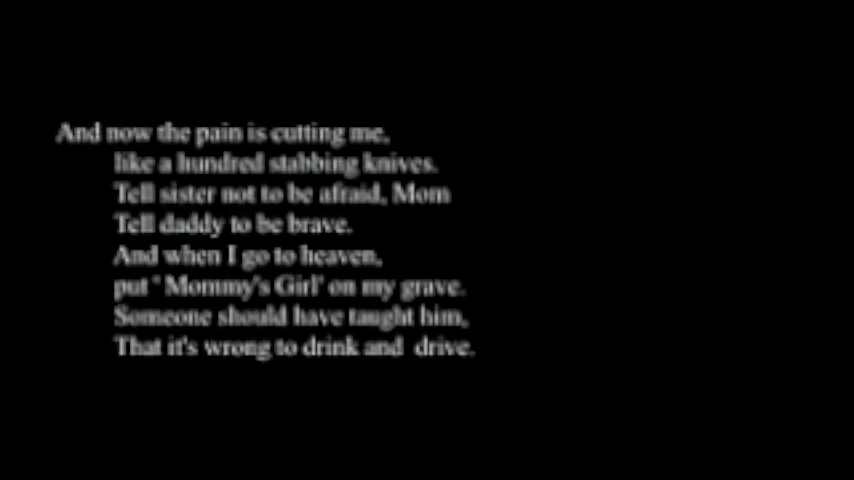 And now the pain is cutting me,
like a hundred stabbing knives.
Tell sister not to be afraid, Mom
Tell daddy to be brave.
And when I go to heaven,
put " Mommy's Girl' on my grave.
Someone should have taught him,
That it's wrong to drink and drive.